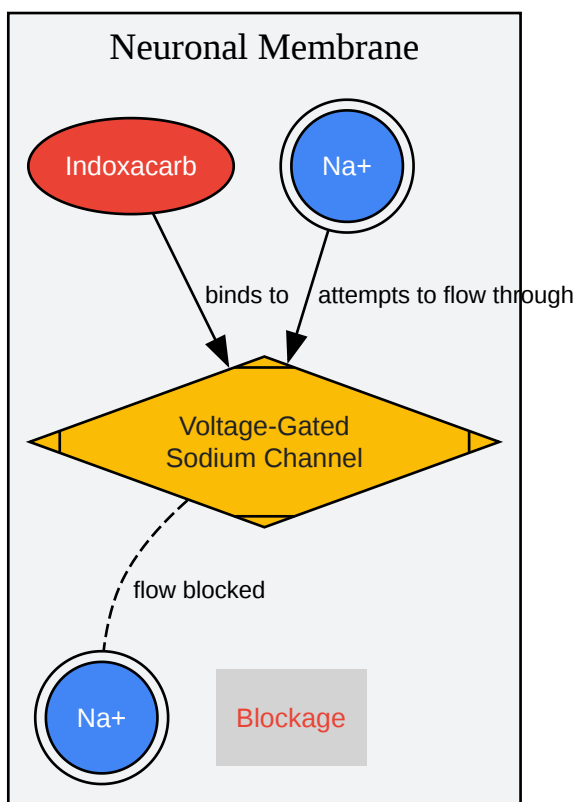 Neuronal Membrane
Indoxacarb
Na+
binds to
attempts to flow through
Voltage-Gated
Sodium Channel
flow blocked
Na+
Blockage